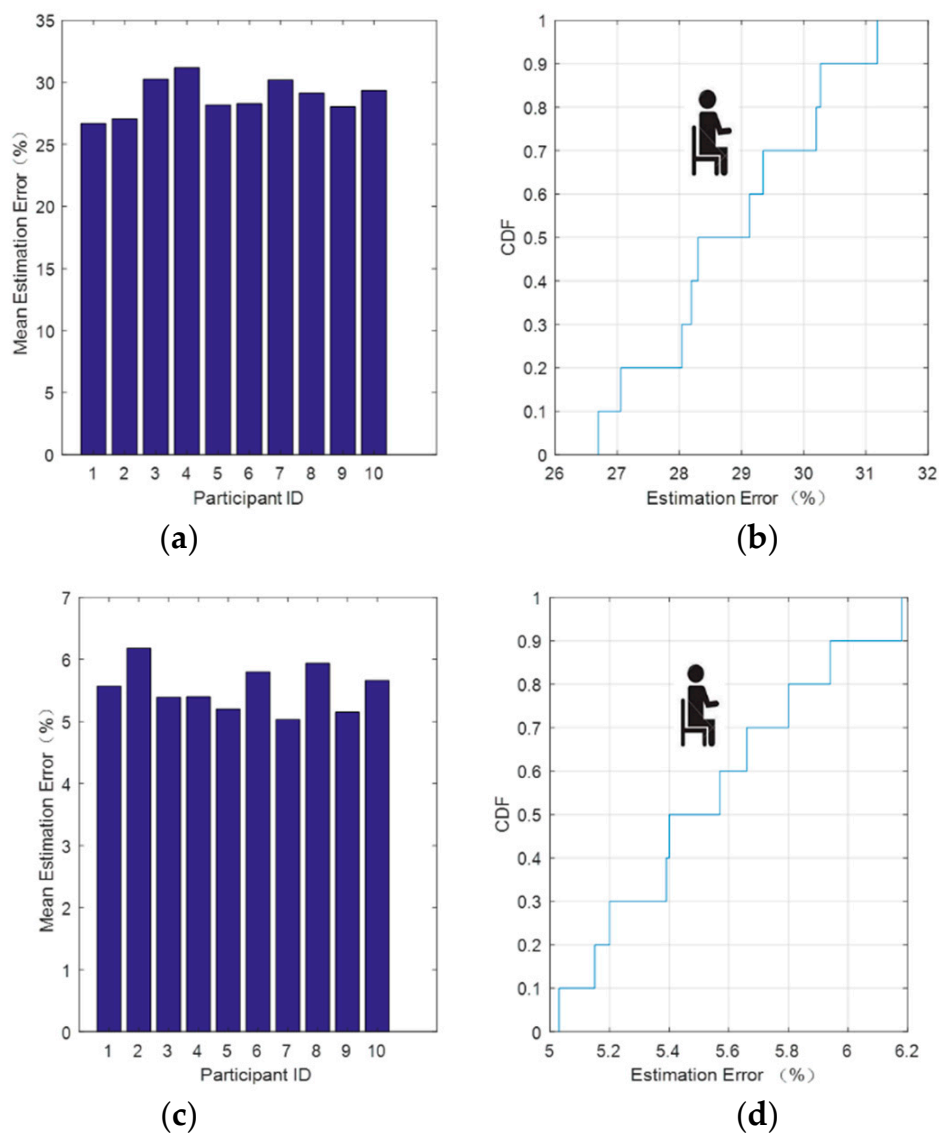 35
30
25
20
15
10
5
0
Mean Estimation Error（%）
1 2 3 4 5 6 7 8 9 10
Participant ID
(a)
1
0.9
0.8
0.7
0.6
0.5
0.4
0.3
0.2
0.1
0
CDF
26 27 28 29 30 31 32
Estimation Error （%）
(b)
7
6
5
4
3
2
1
0
Mean Estimation Error（%）
1 2 3 4 5 6 7 8 9 10
Participant ID
(c)
1
0.9
0.8
0.7
0.6
0.5
0.4
0.3
0.2
0.1
0
CDF
5 5.2 5.4 5.6 5.8 6 6.2
Estimation Error （%）
(d)